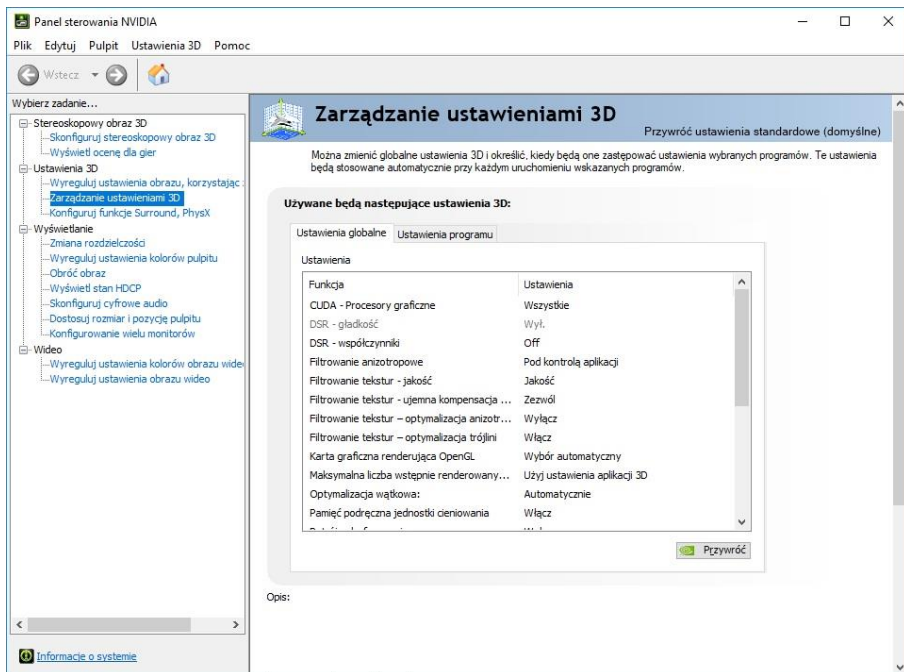 Panel sterowania NVIDIA
Plik Edytuj Pulpit Ustawienia 3D Pomoc
Wstecz
Wybierz zadanie...
Stereoskopowy obraz 3D
Skonfiguruj stereoskopowy obraz 3D
Wyświetl ocenę dla gier
Ustawienia 3D
Wyreguluj ustawienia obrazu, korzystając
Zarządzanie ustawieniami 3D
Konfiguruj funkcje Surround, PhysX
Wyświetlanie
Zmiana rozdzielczości
Wyreguluj ustawienia kolorów pulpitu
Obróć obraz
Wyświetl stan HDCP
Skonfiguruj cyfrowe audio
Dostosuj rozmiar i pozycję pulpitu
Konfigurowanie wielu monitorów
Wideo
Wyreguluj ustawienia kolorów obrazu wide
Wyreguluj ustawienia obrazu wideo
Informacje o systemie
Zarządzanie ustawieniami 3D
Przywróć ustawienia standardowe (domyślne)
Można zmienić globalne ustawienia 3D i określić, kiedy będą one zastępować ustawienia wybranych programów. Te ustawienia
będą stosowane automatycznie przy każdym uruchomieniu wskazanych programów.
Używane będą następujące ustawienia 3D:
Ustawienia globalne Ustawienia programu
Ustawienia
Funkcja Ustawienia
CUDA - Procesory graficzne Wszystkie
DSR - gładkość Wył.
DSR - współczynniki Off
Filtrowanie anizotropowe Pod kontrolą aplikacji
Filtrowanie tekstur - jakość Jakość
Filtrowanie tekstur - ujemna kompensacja ... Zezwól
Filtrowanie tekstur – optymalizacja anizotr... Wyłącz
Filtrowanie tekstur – optymalizacja trójlini Włącz
Karta graficzna renderująca OpenGL Wybór automatyczny
Maksymalna liczba wstępnie renderowany... Użyj ustawienia aplikacji 3D
Optymalizacja wątkowa: Automatycznie
Pamięć podręczna jednostki cieniowania Włącz
Przywróć
Opis: